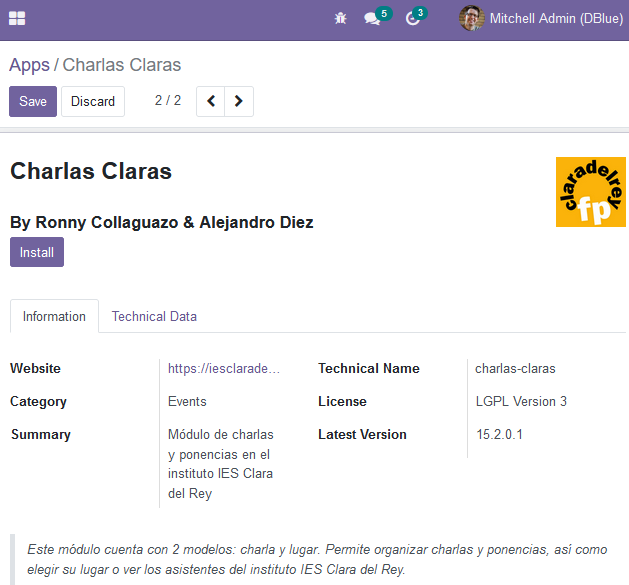 5
3
Mitchell Admin (DBlue)
Apps / Charlas Claras
Save
Discard
2 / 2
Charlas Claras
claradelrey
fp
By Ronny Collaguazo & Alejandro Diez
Install
Information
Technical Data
Website
https://iesclarade...
Technical Name
charlas-claras
Category
Events
License
LGPL Version 3
Summary
Módulo de charlas
y ponencias en el
instituto IES Clara
del Rey
Latest Version
15.2.0.1
Este módulo cuenta con 2 modelos: charla y lugar. Permite organizar charlas y ponencias, así como
elegir su lugar o ver los asistentes del instituto IES Clara del Rey.